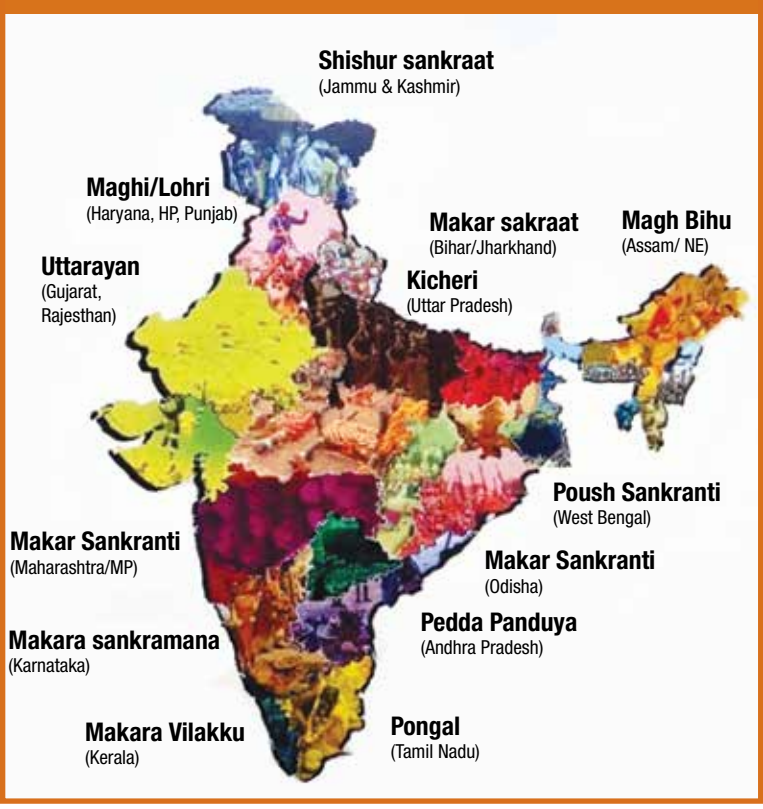 Shishur sankraat
(Jammu & Kashmir)
Maghi/Lohri
(Haryana, HP, Punjab)
Makar sakraat
(Bihar/Jharkhand)
Magh Bihu
(Assam/ NE)
Uttarayan
(Gujarat,
Rajesthan)
Kicheri
(Uttar Pradesh)
Poush Sankranti
(West Bengal)
Makar Sankranti
(Maharashtra/MP)
Makar Sankranti
(Odisha)
Pedda Panduya
(Andhra Pradesh)
Makara sankramana
(Karnataka)
Makara Vilakku
(Kerala)
Pongal
(Tamil Nadu)